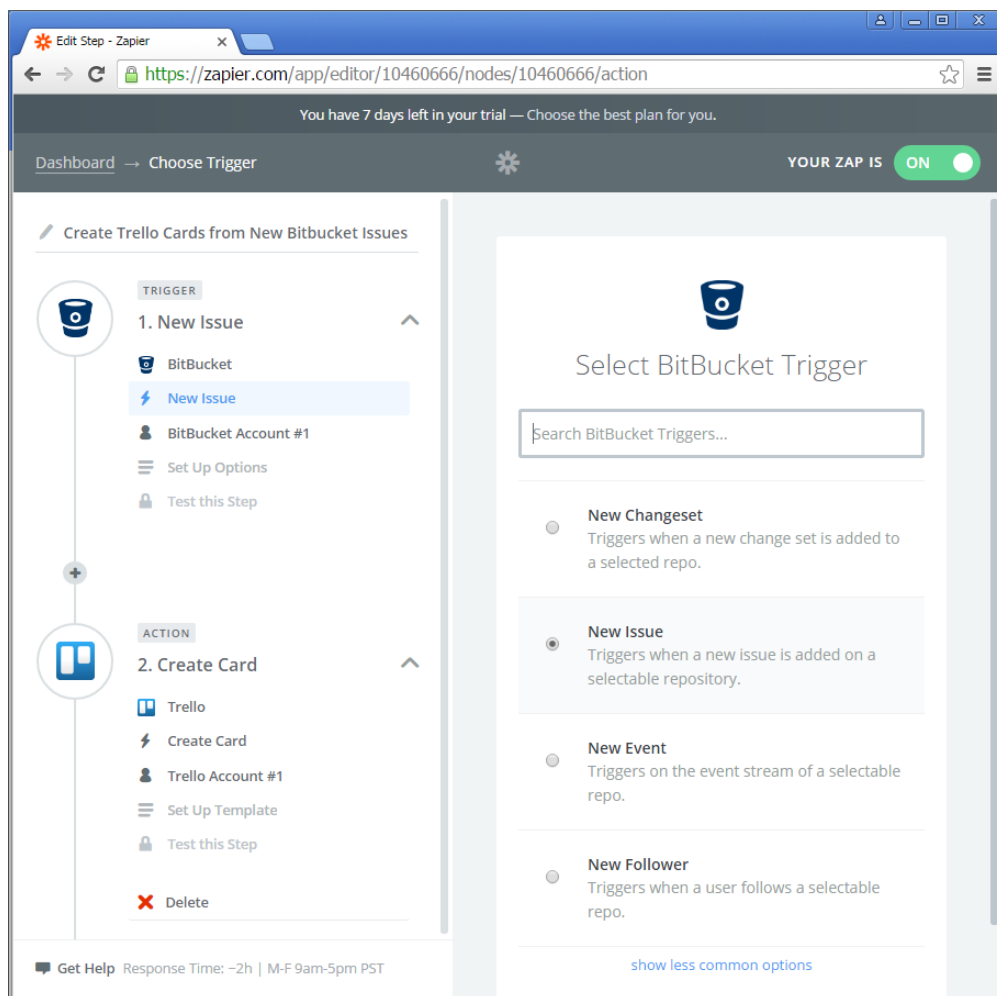 Edit Step - Zapier
https://zapier.com/app/editor/10460666/nodes/10460666/action
You have 7 days left in your trial — Choose the best plan for you.
Dashboard → Choose Trigger
YOUR ZAP IS ON
Create Trello Cards from New Bitbucket Issues
TRIGGER
1. New Issue
BitBucket
New Issue
BitBucket Account #1
Set Up Options
Test this Step
ACTION
2. Create Card
Trello
Create Card
Trello Account #1
Set Up Template
Test this Step
Delete
Get Help Response Time: ~2h | M-F 9am-5pm PST
Select BitBucket Trigger
Search BitBucket Triggers...
New Changeset
Triggers when a new change set is added to
a selected repo.
New Issue
Triggers when a new issue is added on a
selectable repository.
New Event
Triggers on the event stream of a selectable
repo.
New Follower
Triggers when a user follows a selectable
repo.
show less common options